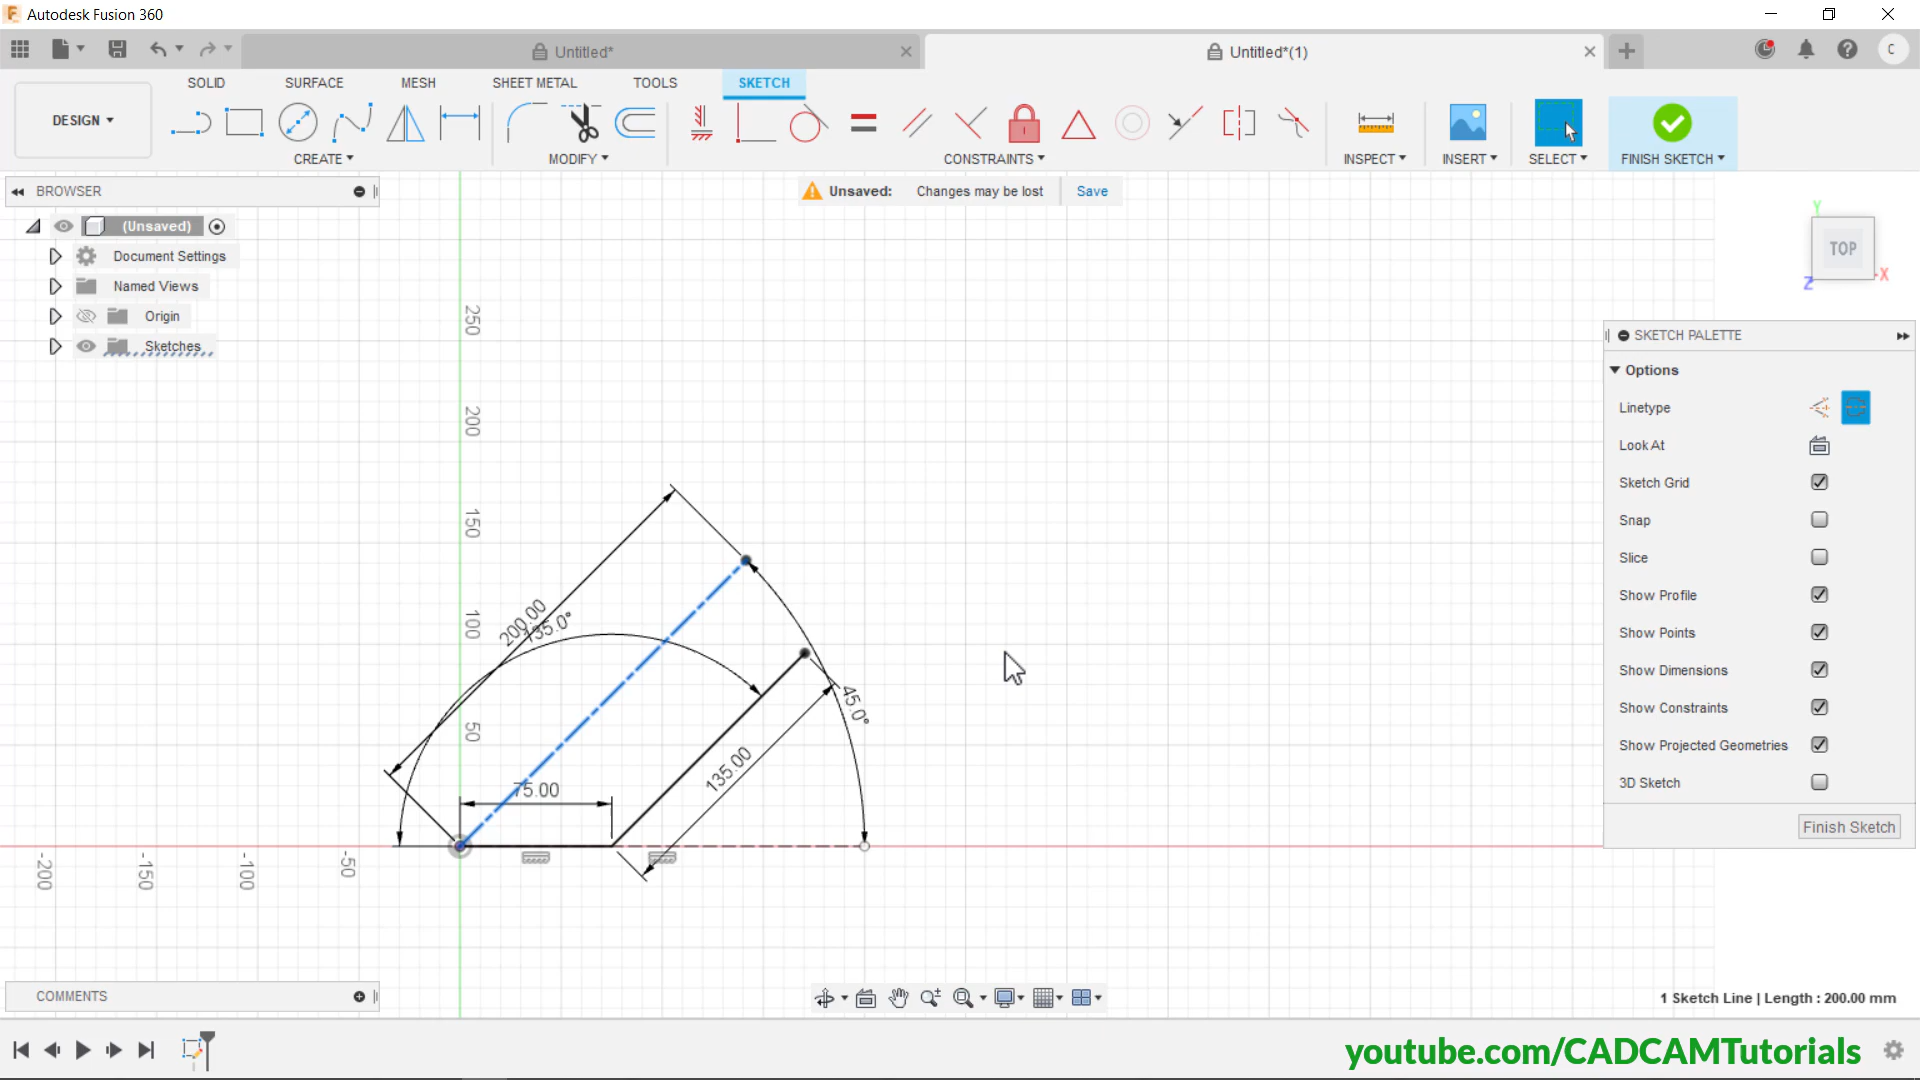 Autodesk Fusion 360
Untitled*
Untitled*(1)
C
SOLID
SURFACE
MESH
SHEET METAL
TOOLS
SKETCH
DESIGN
CREATE
MODIFY
CONSTRAINTS
INSPECT
INSERT
SELECT
FINISH SKETCH
BROWSER
Unsaved: Changes may be lost
Save
(Unsaved)
Document Settings
Named Views
Origin
Sketches
Y
TOP
X
Z
SKETCH PALETTE
Options
Linetype
Look At
Sketch Grid
Snap
Slice
Show Profile
Show Points
Show Dimensions
Show Constraints
Show Projected Geometries
3D Sketch
Finish Sketch
250
200
150
100
50
200.00
135.0°
75.00
135.00
45.0°
-200
-150
-100
-50
COMMENTS
1 Sketch Line | Length : 200.00 mm
youtube.com/CADCAMTutorials